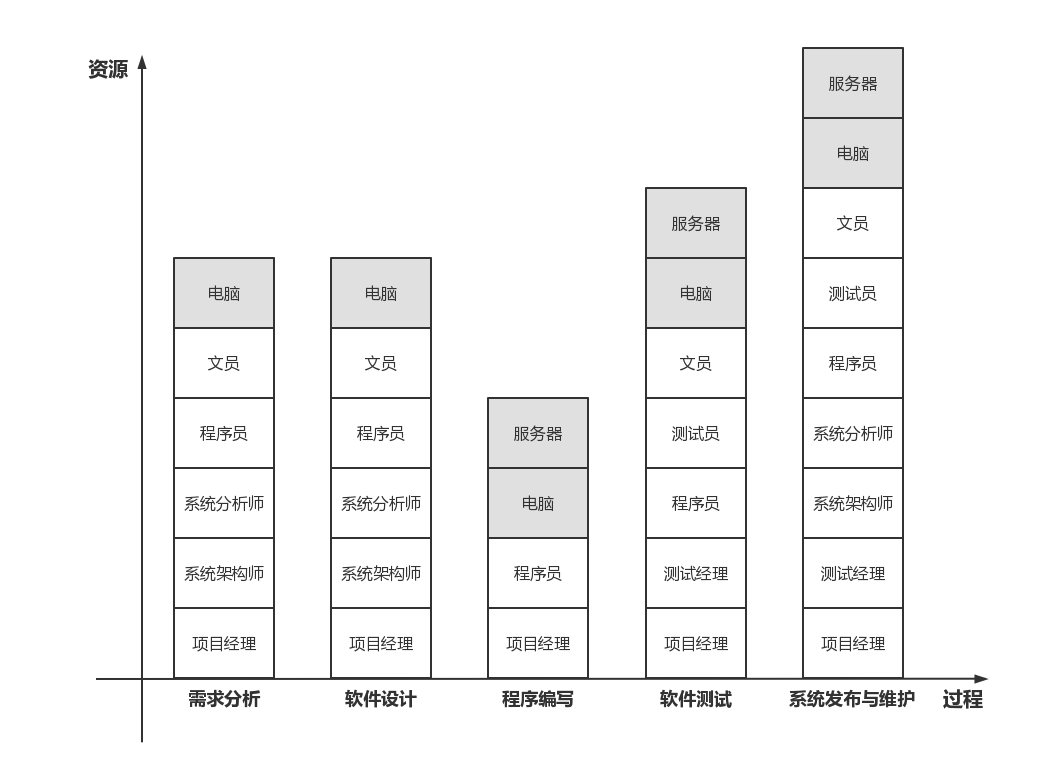 资源
电脑
文员
程序员
系统分析师
系统架构师
项目经理
需求分析
电脑
文员
程序员
系统分析师
系统架构师
项目经理
软件设计
服务器
电脑
程序员
项目经理
程序编写
服务器
电脑
文员
测试员
程序员
测试经理
项目经理
软件测试
服务器
电脑
文员
测试员
程序员
系统分析师
系统架构师
测试经理
项目经理
系统发布与维护
过程